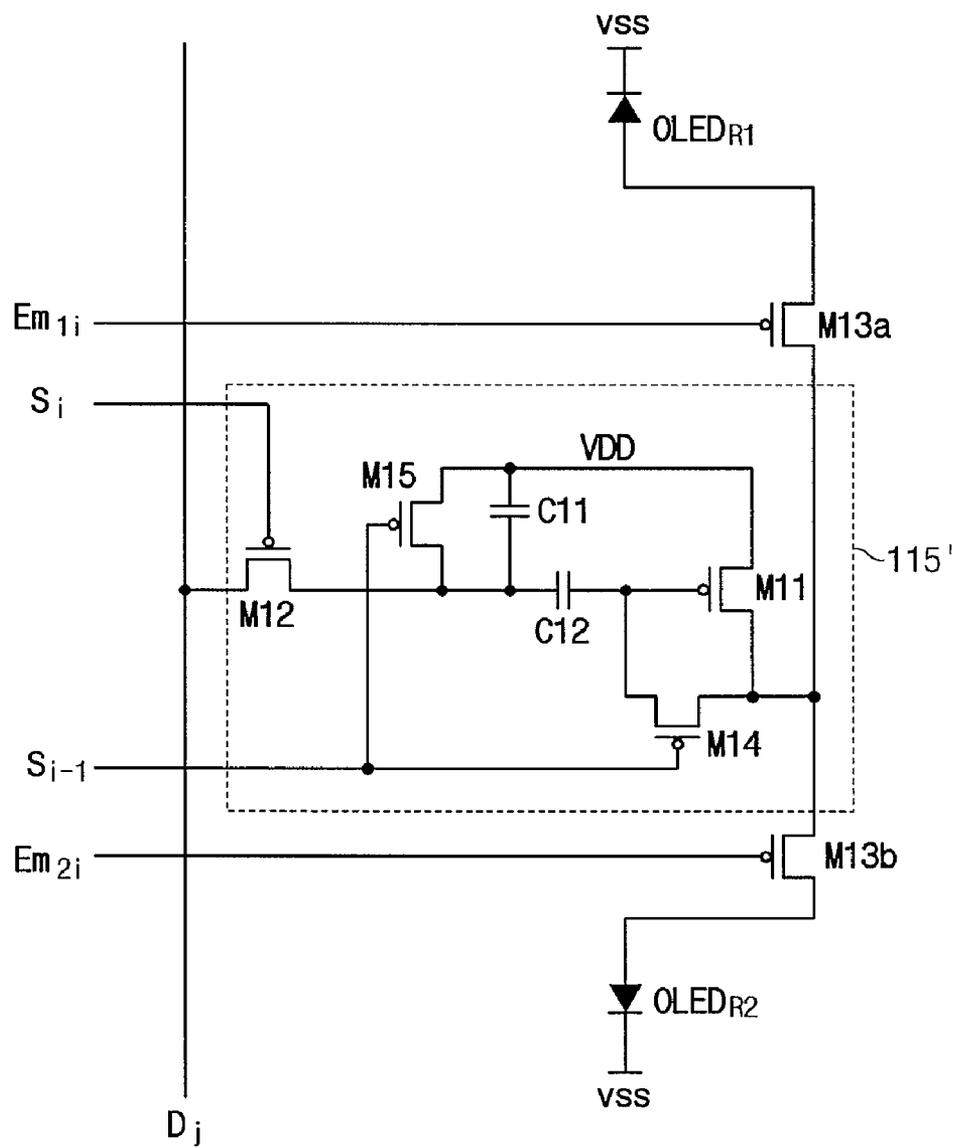 VSS
OLEDR1
Em1i
M13a
Si
VDD
M15
C11
115'
M12
C12
M11
M14
Si-1
Em2i
M13b
OLEDR2
VSS
Dj